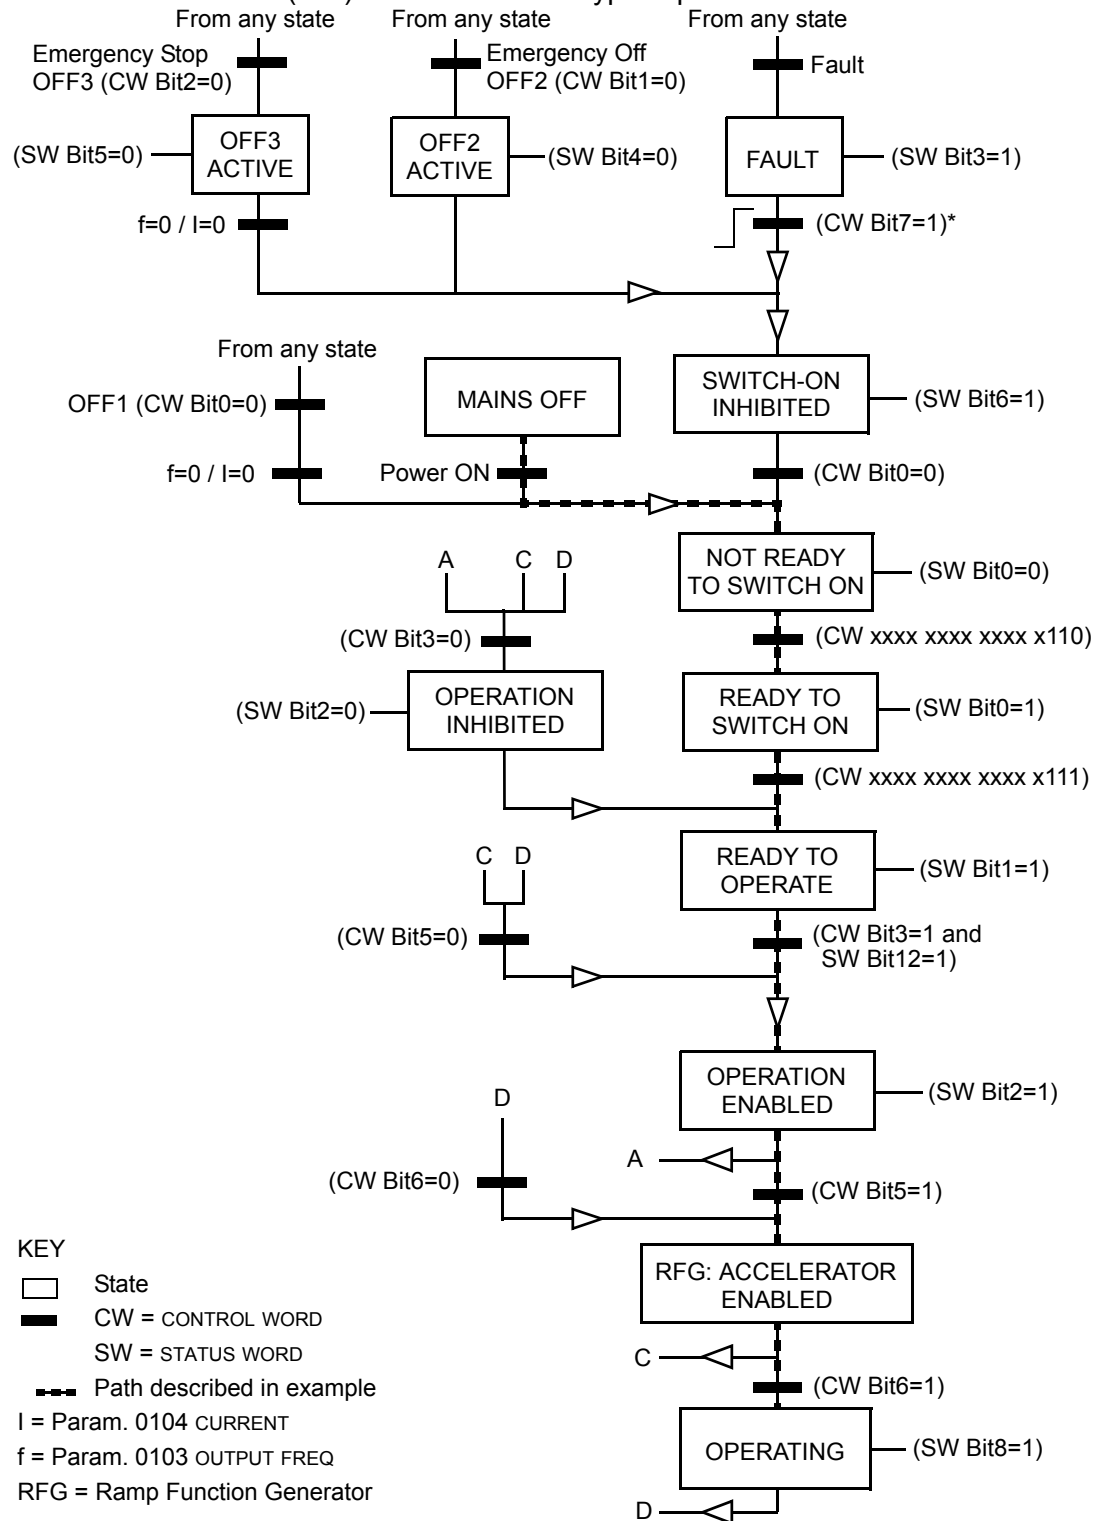 From any state
From any state
From any state
Emergency Stop
OFF3 (CW Bit2=0)
Emergency Off
OFF2 (CW Bit1=0)
Fault
(SW Bit5=0)
OFF3
ACTIVE
OFF2
ACTIVE
(SW Bit4=0)
FAULT
(SW Bit3=1)
f=0 / I=0
(CW Bit7=1)*
From any state
OFF1 (CW Bit0=0)
MAINS OFF
SWITCH-ON
INHIBITED
(SW Bit6=1)
f=0 / I=0
Power ON
(CW Bit0=0)
A
C
D
NOT READY
TO SWITCH ON
(SW Bit0=0)
(CW Bit3=0)
(CW xxxx xxxx xxxx x110)
(SW Bit2=0)
OPERATION
INHIBITED
READY TO
SWITCH ON
(SW Bit0=1)
(CW xxxx xxxx xxxx x111)
C
D
READY TO
OPERATE
(SW Bit1=1)
(CW Bit5=0)
(CW Bit3=1 and
SW Bit12=1)
OPERATION
ENABLED
(SW Bit2=1)
D
A
(CW Bit6=0)
(CW Bit5=1)
RFG: ACCELERATOR
ENABLED
C
(CW Bit6=1)
OPERATING
(SW Bit8=1)
D
KEY
State
CW = CONTROL WORD
SW = STATUS WORD
Path described in example
I = Param. 0104 CURRENT
f = Param. 0103 OUTPUT FREQ
RFG = Ramp Function Generator